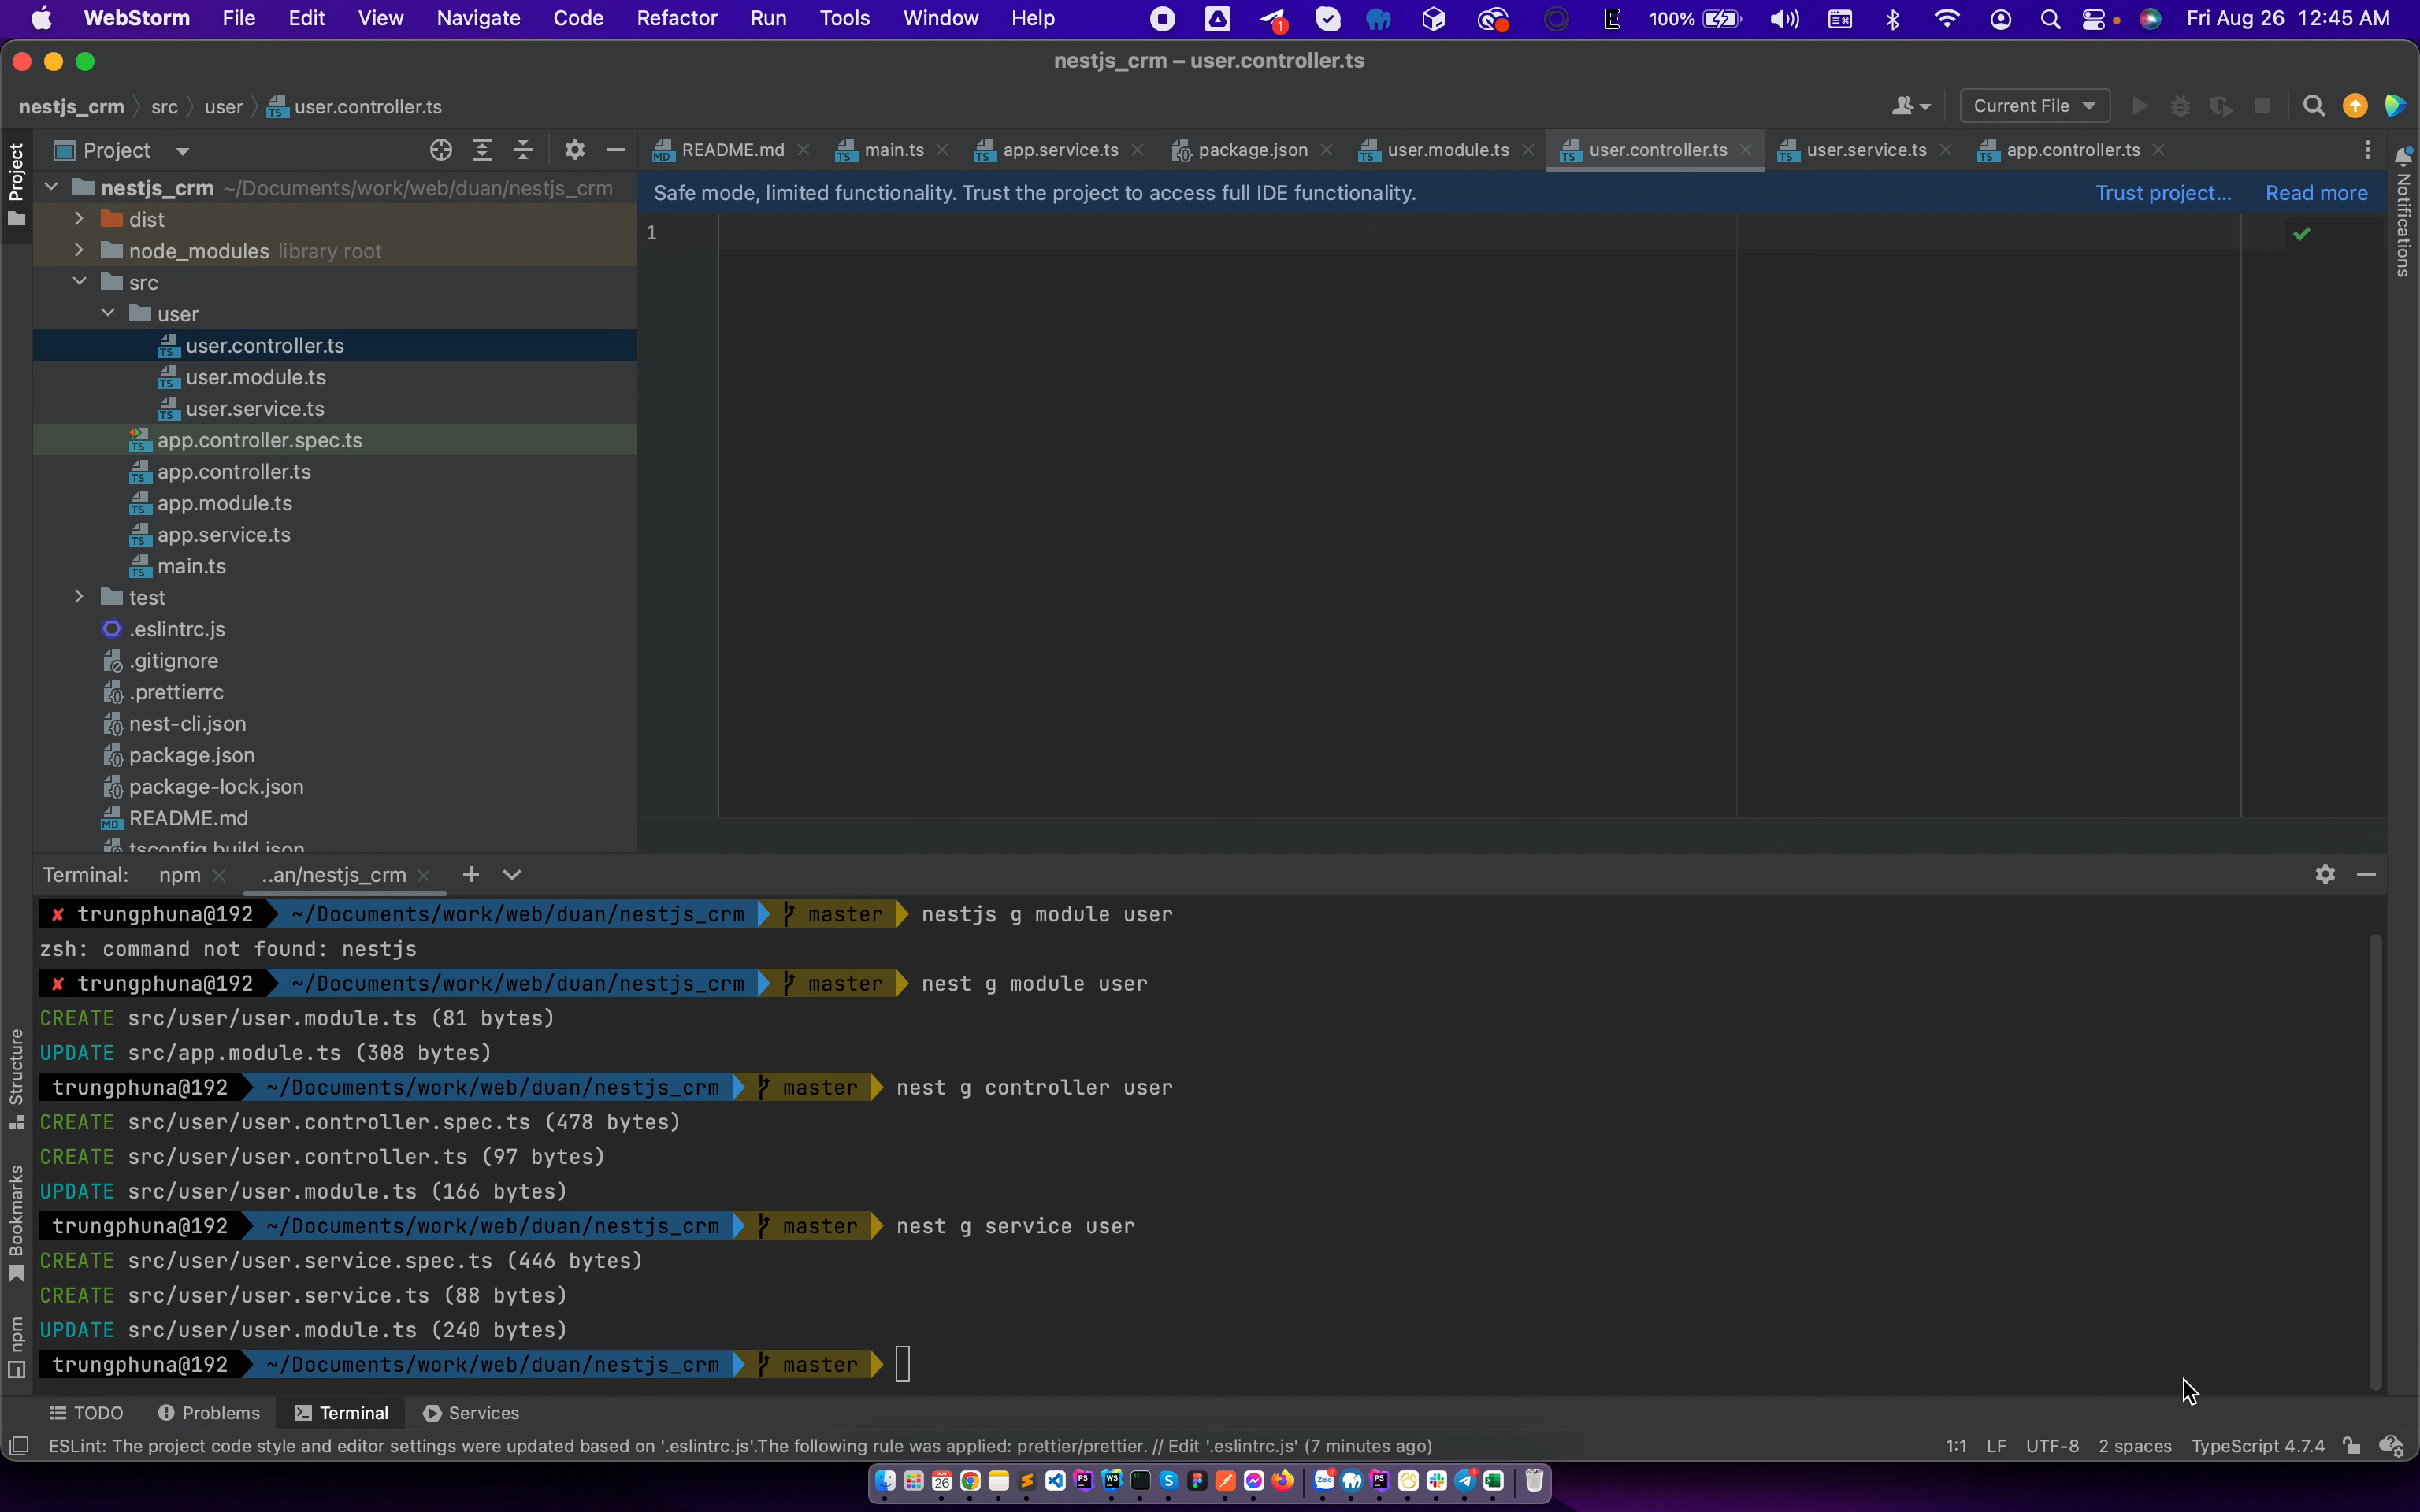 WebStorm File Edit View Navigate Code Refactor Run Tools Window Help 1 E 100% Fri Aug 26 12:45 AM
nestjs_crm – user.controller.ts
nestjs_crm src user user.controller.ts Current File
Project
Project
README.md main.ts app.service.ts package.json user.module.ts user.controller.ts user.service.ts app.controller.ts
Notifications
Safe mode, limited functionality. Trust the project to access full IDE functionality. Trust project... Read more
1
nestjs_crm ~/Documents/work/web/duan/nestjs_crm
dist
node_modules library root
src
user
user.controller.ts
user.module.ts
user.service.ts
app.controller.spec.ts
app.controller.ts
app.module.ts
app.service.ts
main.ts
test
.eslintrc.js
.gitignore
.prettierrc
nest-cli.json
package.json
package-lock.json
README.md
tsconfig.build.json
Terminal: npm ..an/nestjs_crm
✘ trungphuna@192 ~/Documents/work/web/duan/nestjs_crm master nestjs g module user
zsh: command not found: nestjs
✘ trungphuna@192 ~/Documents/work/web/duan/nestjs_crm master nest g module user
CREATE src/user/user.module.ts (81 bytes)
UPDATE src/app.module.ts (308 bytes)
trungphuna@192 ~/Documents/work/web/duan/nestjs_crm master nest g controller user
CREATE src/user/user.controller.spec.ts (478 bytes)
CREATE src/user/user.controller.ts (97 bytes)
UPDATE src/user/user.module.ts (166 bytes)
trungphuna@192 ~/Documents/work/web/duan/nestjs_crm master nest g service user
CREATE src/user/user.service.spec.ts (446 bytes)
CREATE src/user/user.service.ts (88 bytes)
UPDATE src/user/user.module.ts (240 bytes)
trungphuna@192 ~/Documents/work/web/duan/nestjs_crm master
Structure
Bookmarks
npm
TODO Problems Terminal Services
ESLint: The project code style and editor settings were updated based on '.eslintrc.js'.The following rule was applied: prettier/prettier. // Edit '.eslintrc.js' (7 minutes ago) 1:1 LF UTF-8 2 spaces TypeScript 4.7.4